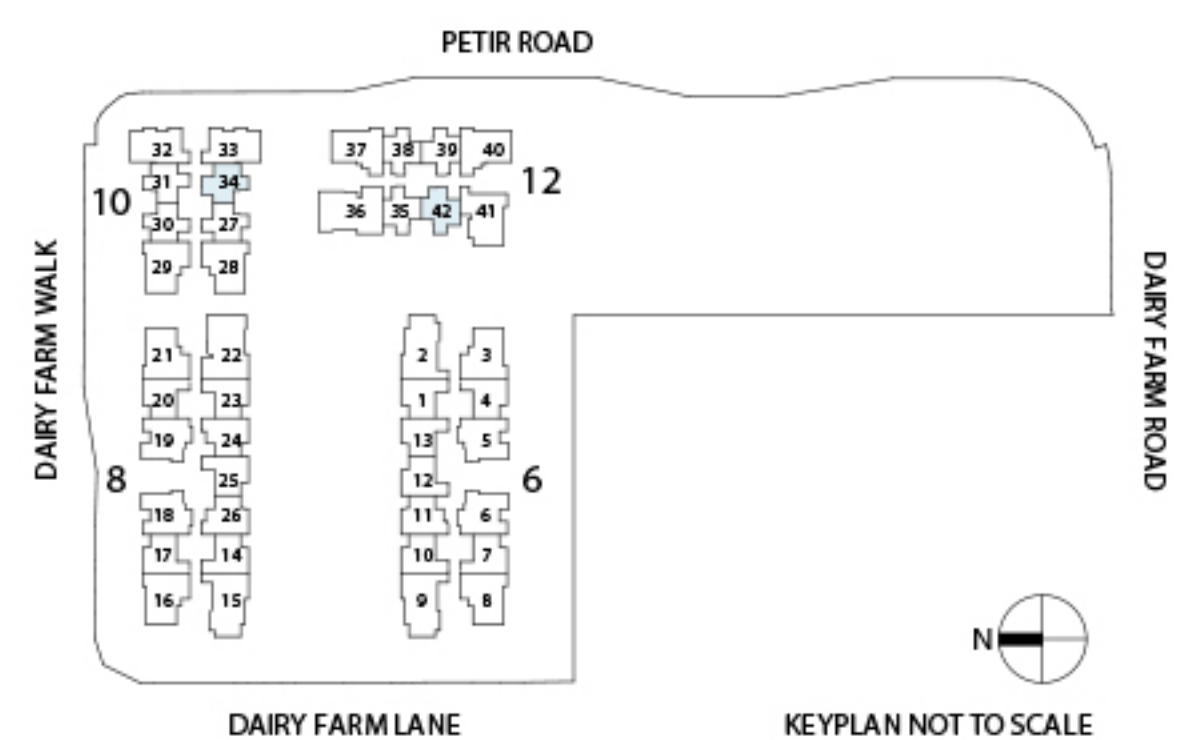 PETIR ROAD
32 33 37 38 39 40
10 31 34 12
30 27 36 35 42 41
29 28
DAIRY FARM WALK
DAIRY FARM ROAD
21 22 2 3
20 23 1 4
19 24 13 5
8 25 12 6
18 26 11 6
17 14 10 7
16 15 9 8
N
DAIRY FARM LANE
KEYPLAN NOT TO SCALE